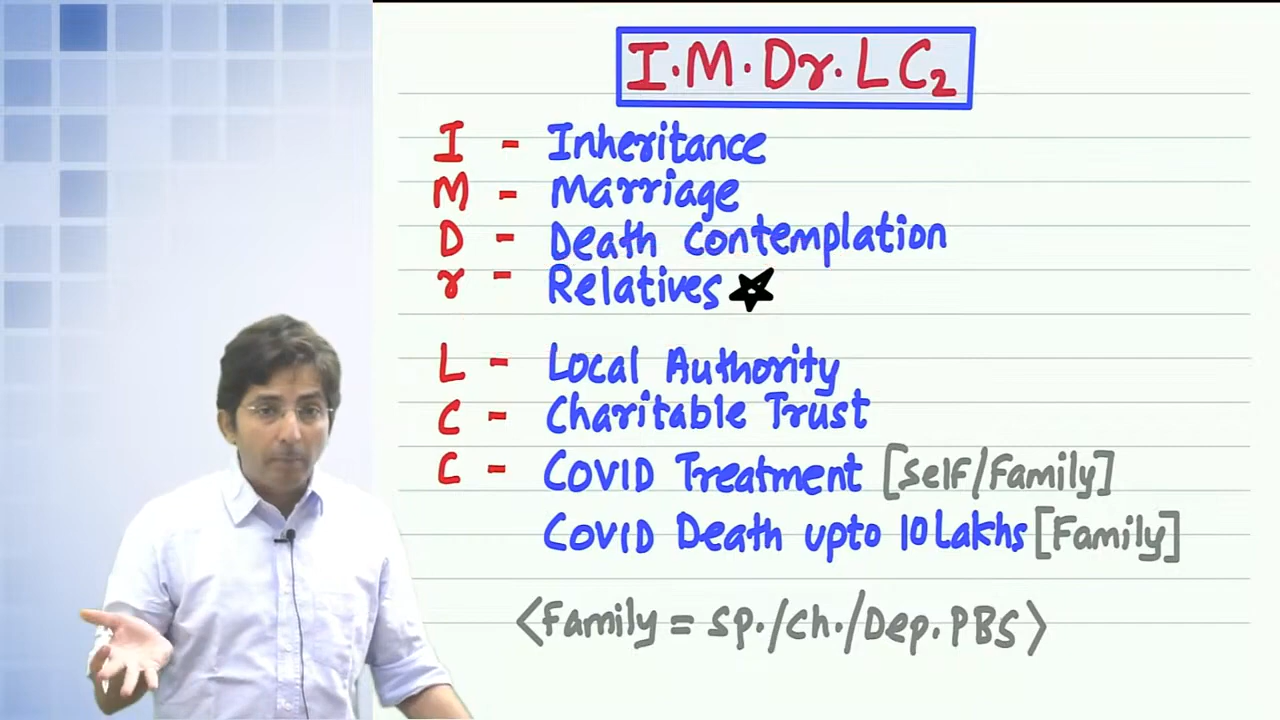 I.M.Dr.LC2
I - Inheritance
M - Marriage
D - Death Contemplation
r - Relatives
L - Local Authority
C - Charitable Trust
C - COVID Treatment [Self/Family]
COVID Death upto 10 Lakhs [Family]
<Family = Sp./Ch./Dep. PBS>